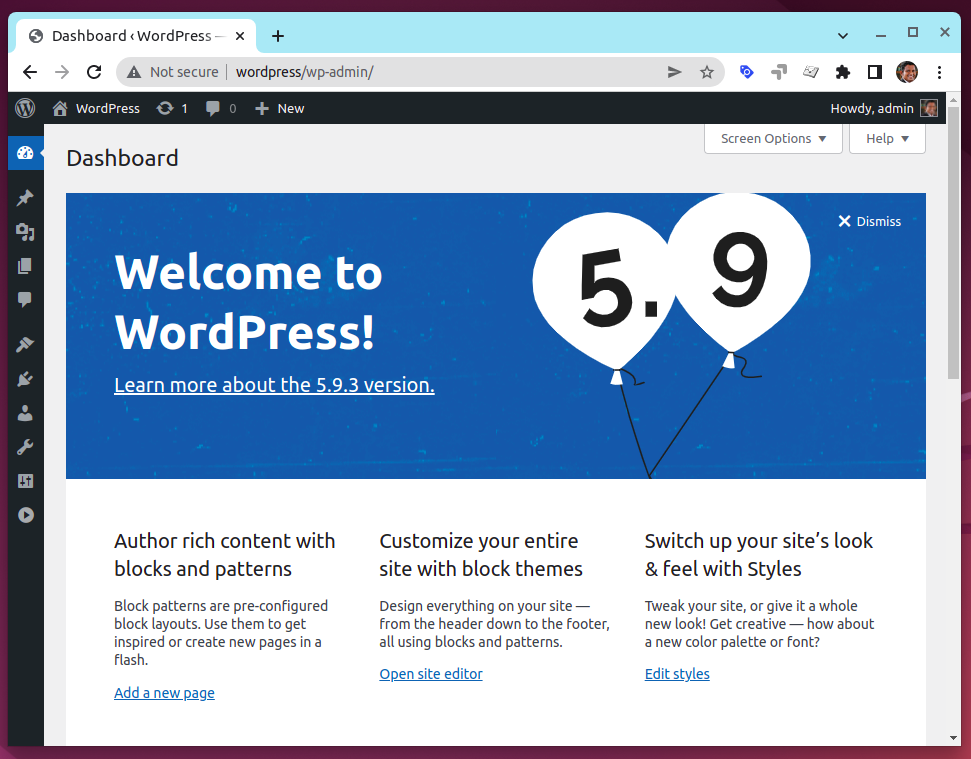 Dashboard ‹ WordPress —
Not secure | wordpress/wp-admin/
WordPress 1 0 New Howdy, admin
Screen Options Help
Dashboard
Dismiss
5.9
Welcome to
WordPress!
Learn more about the 5.9.3 version.
Author rich content with
blocks and patterns
Block patterns are pre-configured
block layouts. Use them to get
inspired or create new pages in a
flash.
Add a new page
Customize your entire
site with block themes
Design everything on your site —
from the header down to the footer,
all using blocks and patterns.
Open site editor
Switch up your site’s look
& feel with Styles
Tweak your site, or give it a whole
new look! Get creative — how about
a new color palette or font?
Edit styles